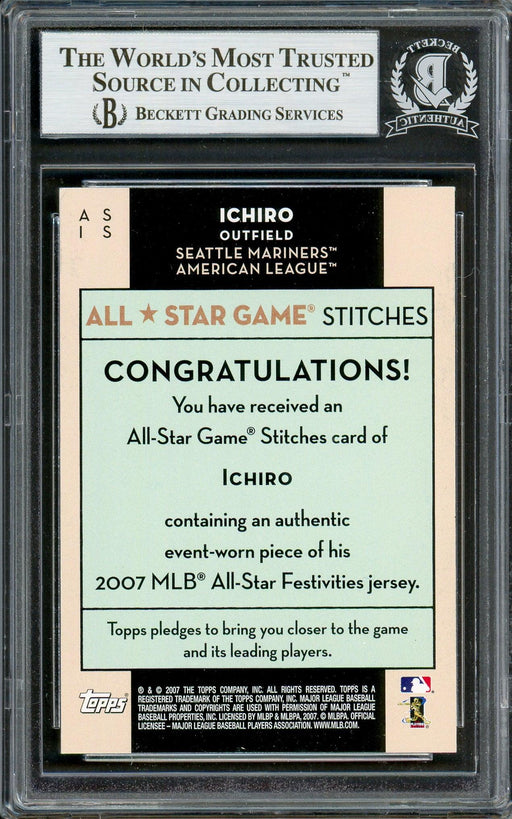 THE WORLD'S MOST TRUSTED
SOURCE IN COLLECTING™
B BECKETT GRADING SERVICES
BECKETT
AUTHENTIC
A S
I S
ICHIRO
OUTFIELD
SEATTLE MARINERS™
AMERICAN LEAGUE™
ALL ★ STAR GAME® STITCHES
CONGRATULATIONS!
You have received an
All-Star Game® Stitches card of
ICHIRO
containing an authentic
event-worn piece of his
2007 MLB® All-Star Festivities jersey.
Topps pledges to bring you closer to the game
and its leading players.
Topps
® & © 2007 THE TOPPS COMPANY, INC. ALL RIGHTS RESERVED. TOPPS IS A
REGISTERED TRADEMARK OF THE TOPPS COMPANY, INC. MAJOR LEAGUE BASEBALL
TRADEMARKS AND COPYRIGHTS ARE USED WITH PERMISSION OF MAJOR LEAGUE
BASEBALL PROPERTIES, INC. LICENSED BY MLBP & MLBPA, 2007. © MLBPA. OFFICIAL
LICENSEE – MAJOR LEAGUE BASEBALL PLAYERS ASSOCIATION. WWW.MLB.COM.